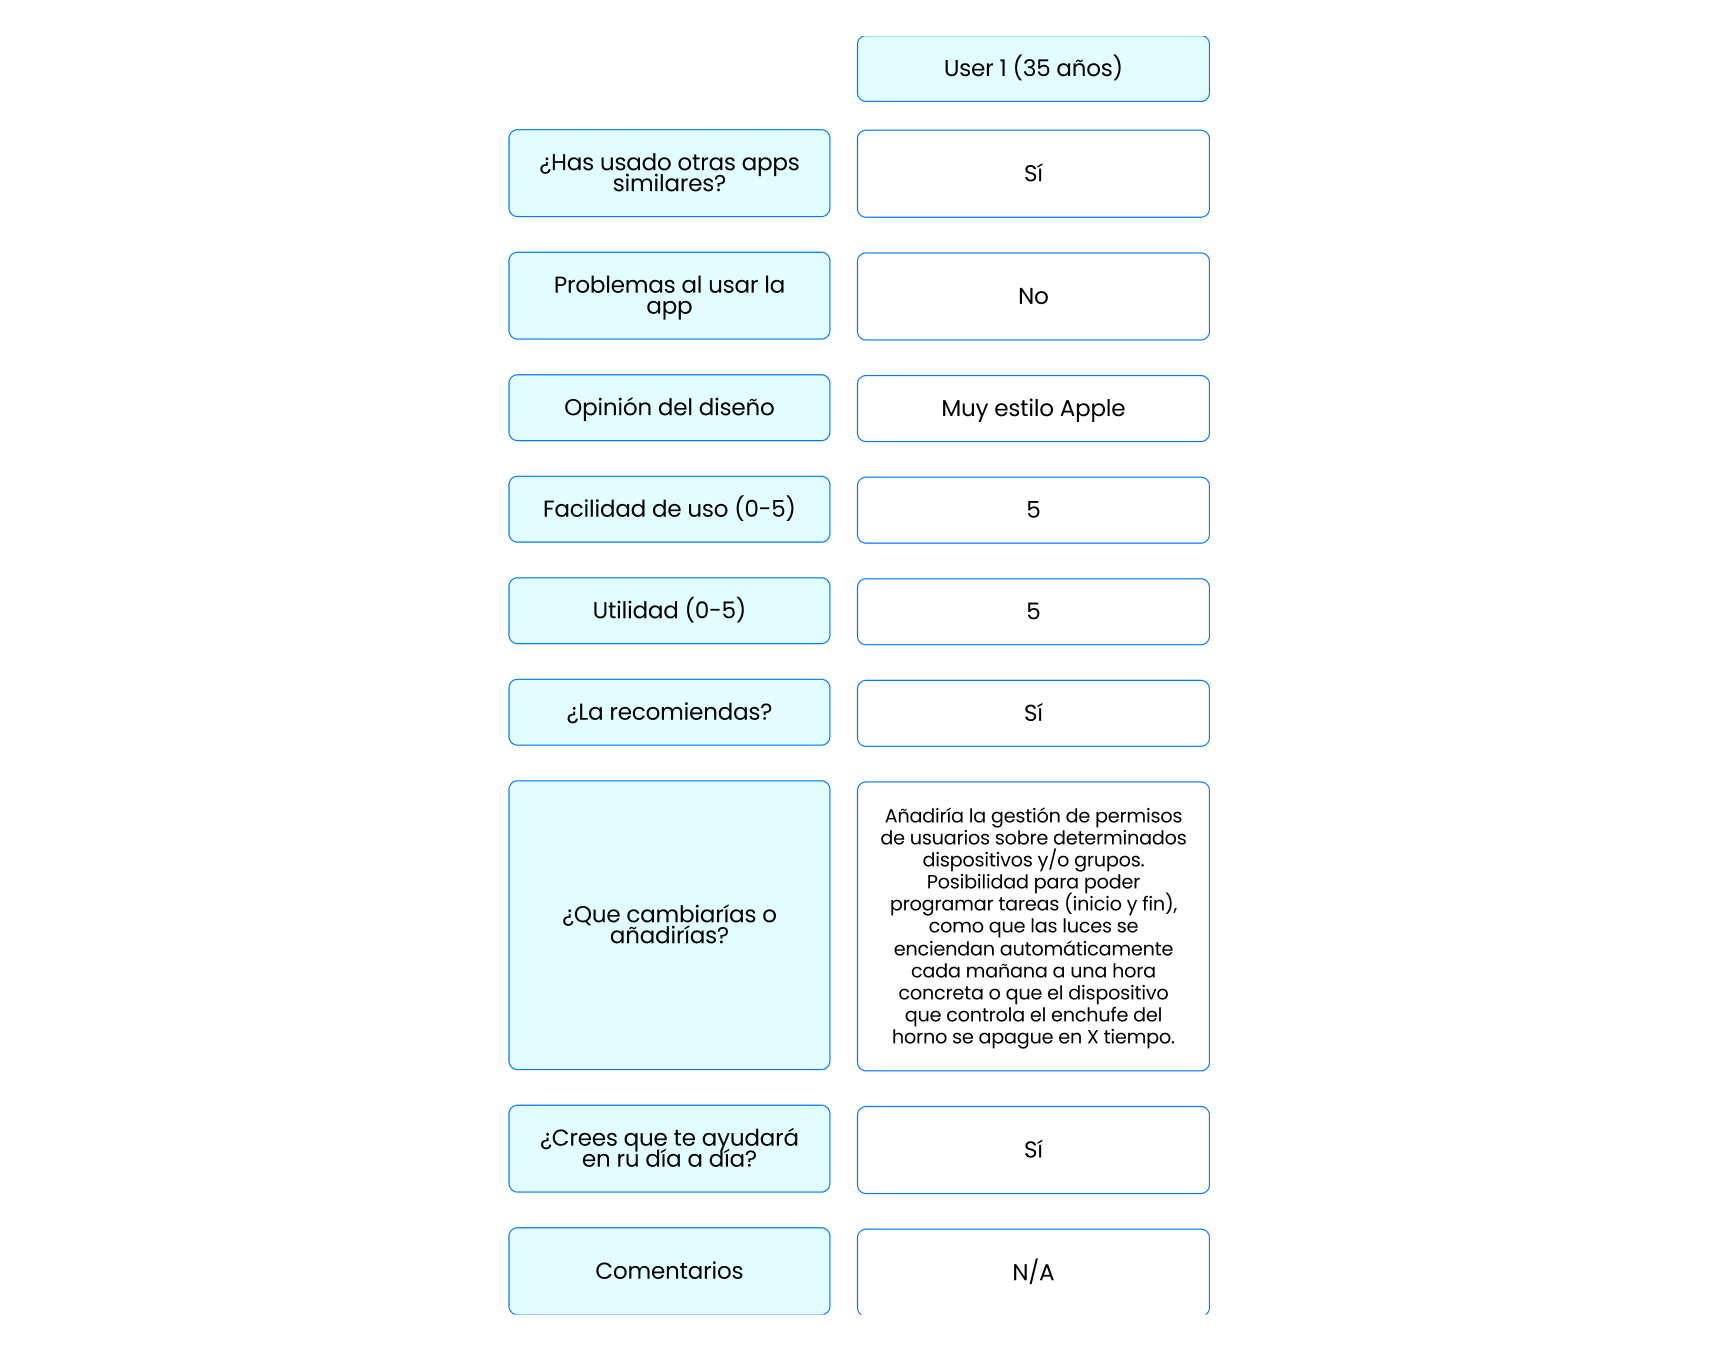 User 1 (35 años)
¿Has usado otras apps
similares?
Sí
Problemas al usar la
app
No
Opinión del diseño
Muy estilo Apple
Facilidad de uso (0-5)
5
Utilidad (0-5)
5
¿La recomiendas?
Sí
¿Que cambiarías o
añadirías?
Añadiría la gestión de permisos
de usuarios sobre determinados
dispositivos y/o grupos.
Posibilidad para poder
programar tareas (inicio y fin),
como que las luces se
enciendan automáticamente
cada mañana a una hora
concreta o que el dispositivo
que controla el enchufe del
horno se apague en X tiempo.
¿Crees que te ayudará
en ru día a día?
Sí
Comentarios
N/A